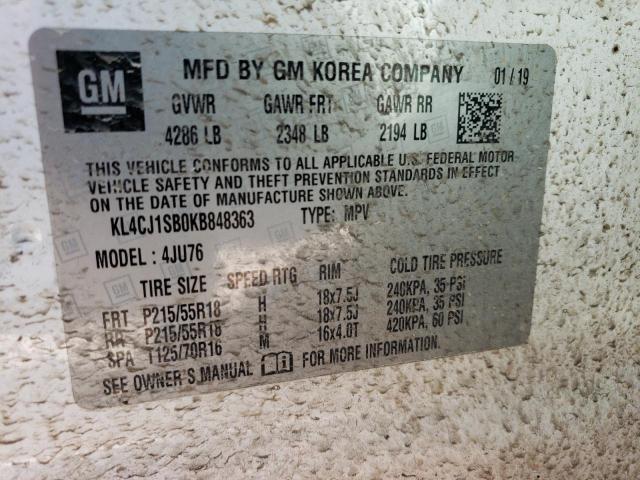 GM
MFD BY GM KOREA COMPANY 01/19
GVWR GAWR FRT GAWR RR
4286 LB 2348 LB 2194 LB
THIS VEHICLE CONFORMS TO ALL APPLICABLE U.S. FEDERAL MOTOR
VEHICLE SAFETY AND THEFT PREVENTION STANDARDS IN EFFECT
ON THE DATE OF MANUFACTURE SHOWN ABOVE.
KL4CJ1SB0KB848363 TYPE: MPV
MODEL: 4JU76
TIRE SIZE SPEED RTG RIM COLD TIRE PRESSURE
FRT P215/55R18 H 18x7.5J 240KPA, 35 PSI
RR P215/55R18 H 18x7.5J 240KPA, 35 PSI
SPA T125/70R16 M 16x4.0T 420KPA, 60 PSI
SEE OWNER'S MANUAL FOR MORE INFORMATION.